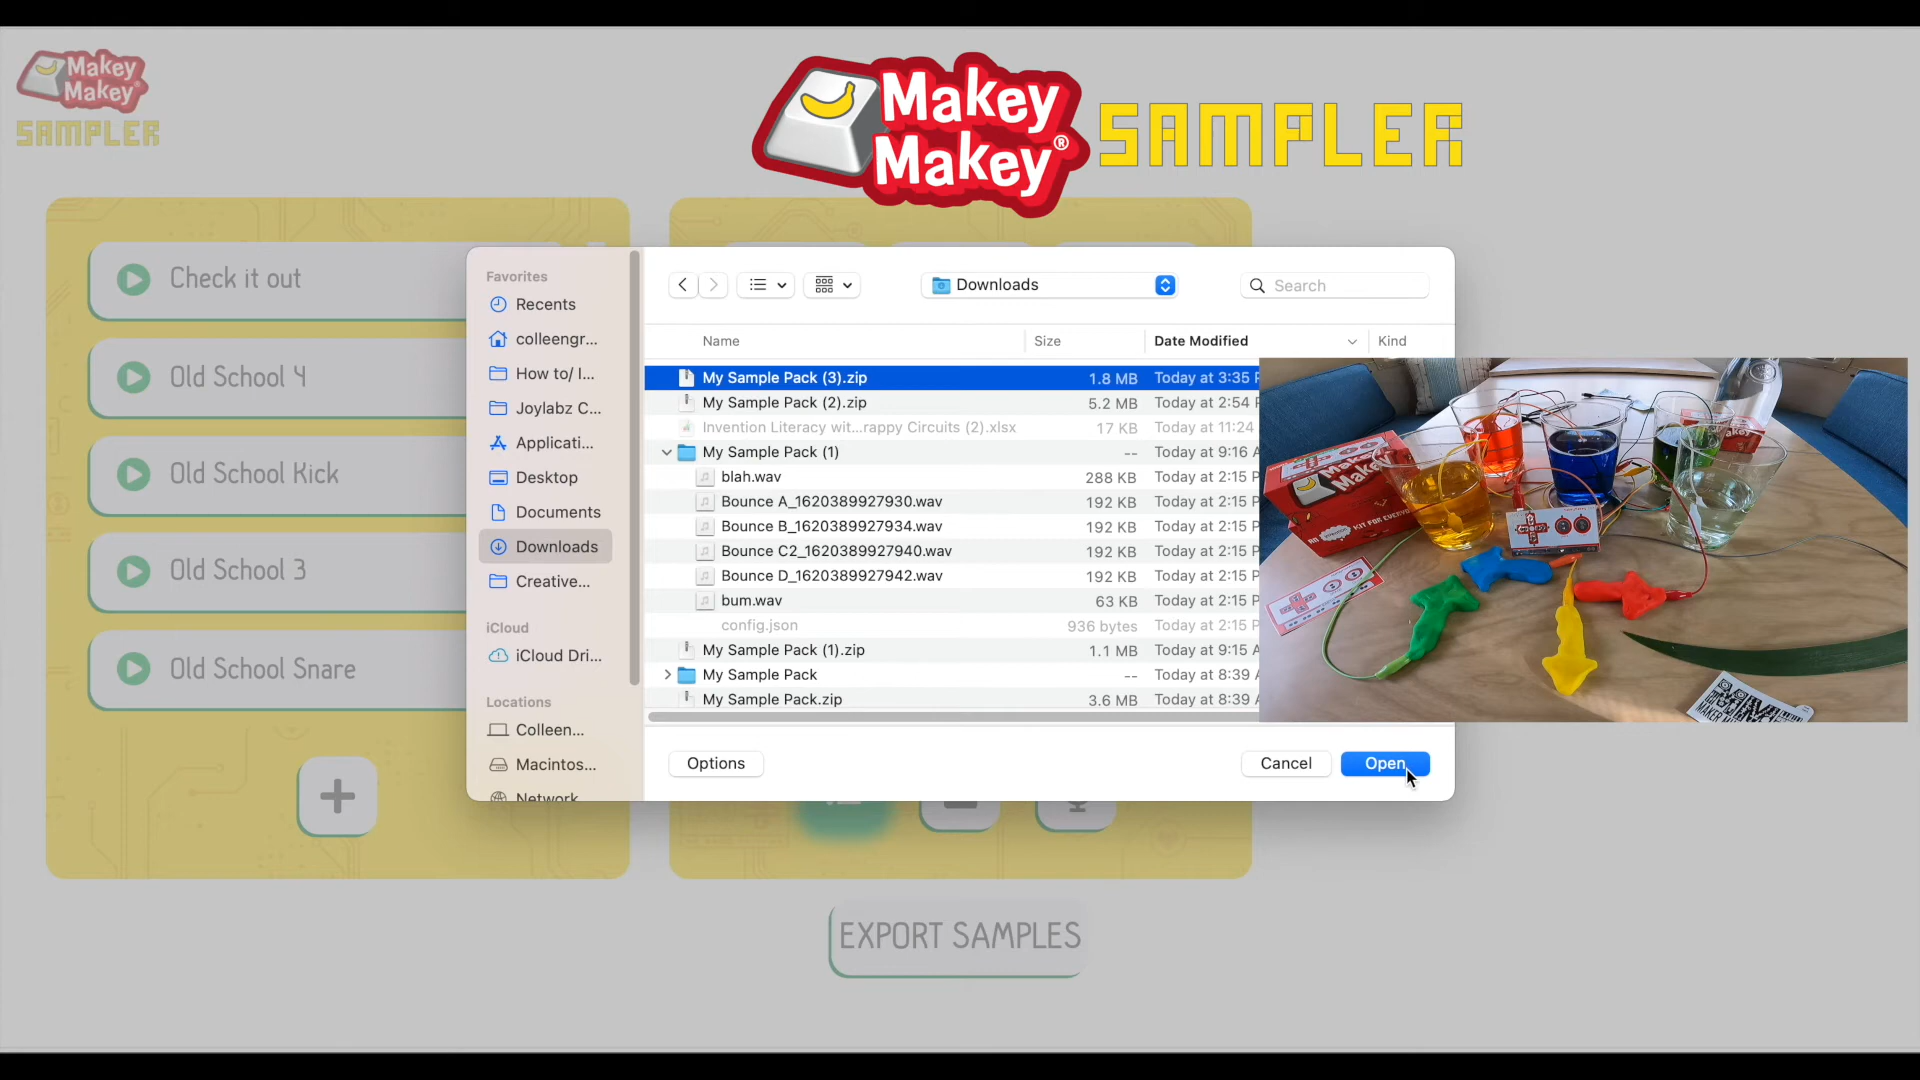 Makey
Makey®
SAMPLER
Makey
Makey®
SAMPLER
Check it out
Old School 4
Old School Kick
Old School 3
Old School Snare
+
EXPORT SAMPLES
Favorites
Recents
colleengr...
How to/ I...
Joylabz C...
Applicati...
Desktop
Documents
Downloads
Creative...
iCloud
iCloud Dri...
Locations
Colleen...
Macintos...
Network
Downloads
Search
Name Size Date Modified Kind
My Sample Pack (3).zip 1.8 MB Today at 3:35
My Sample Pack (2).zip 5.2 MB Today at 2:54
Invention Literacy wit...rappy Circuits (2).xlsx 17 KB Today at 11:24
My Sample Pack (1) -- Today at 9:16
blah.wav 288 KB Today at 2:15
Bounce A_1620389927930.wav 192 KB Today at 2:15
Bounce B_1620389927934.wav 192 KB Today at 2:15
Bounce C2_1620389927940.wav 192 KB Today at 2:15
Bounce D_1620389927942.wav 192 KB Today at 2:15
bum.wav 63 KB Today at 2:15
config.json 936 bytes Today at 2:15
My Sample Pack (1).zip 1.1 MB Today at 9:15
My Sample Pack -- Today at 8:39
My Sample Pack.zip 3.6 MB Today at 8:39
Options
Cancel
Open